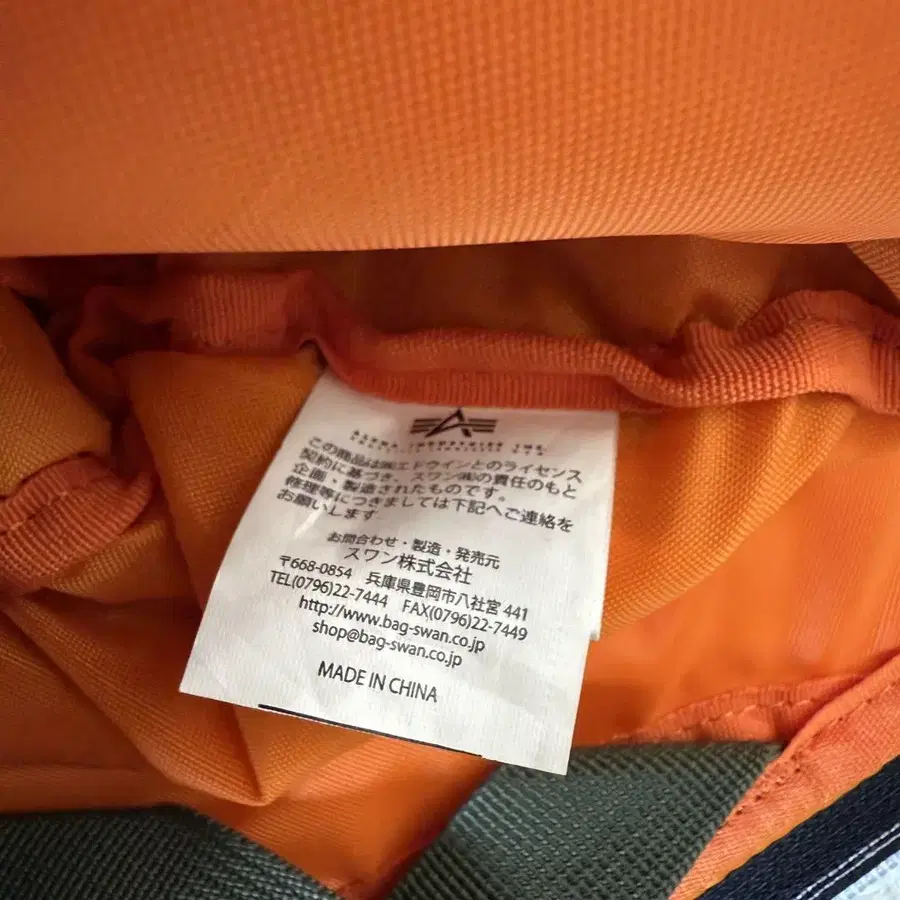 ALPHA INDUSTRIES INC.
この商品は㈱エドウインとのライセンス
契約に基づき、スワン㈱の責任のもと
企画・製造されたものです。
修理等につきましては下記へご連絡を
お願いします
お問合わせ・製造・発売元
スワン株式会社
〒668-0854 兵庫県豊岡市八社宮 441
TEL(0796)22-7444 FAX(0796)22-7449
http://www.bag-swan.co.jp
shop@bag-swan.co.jp
MADE IN CHINA